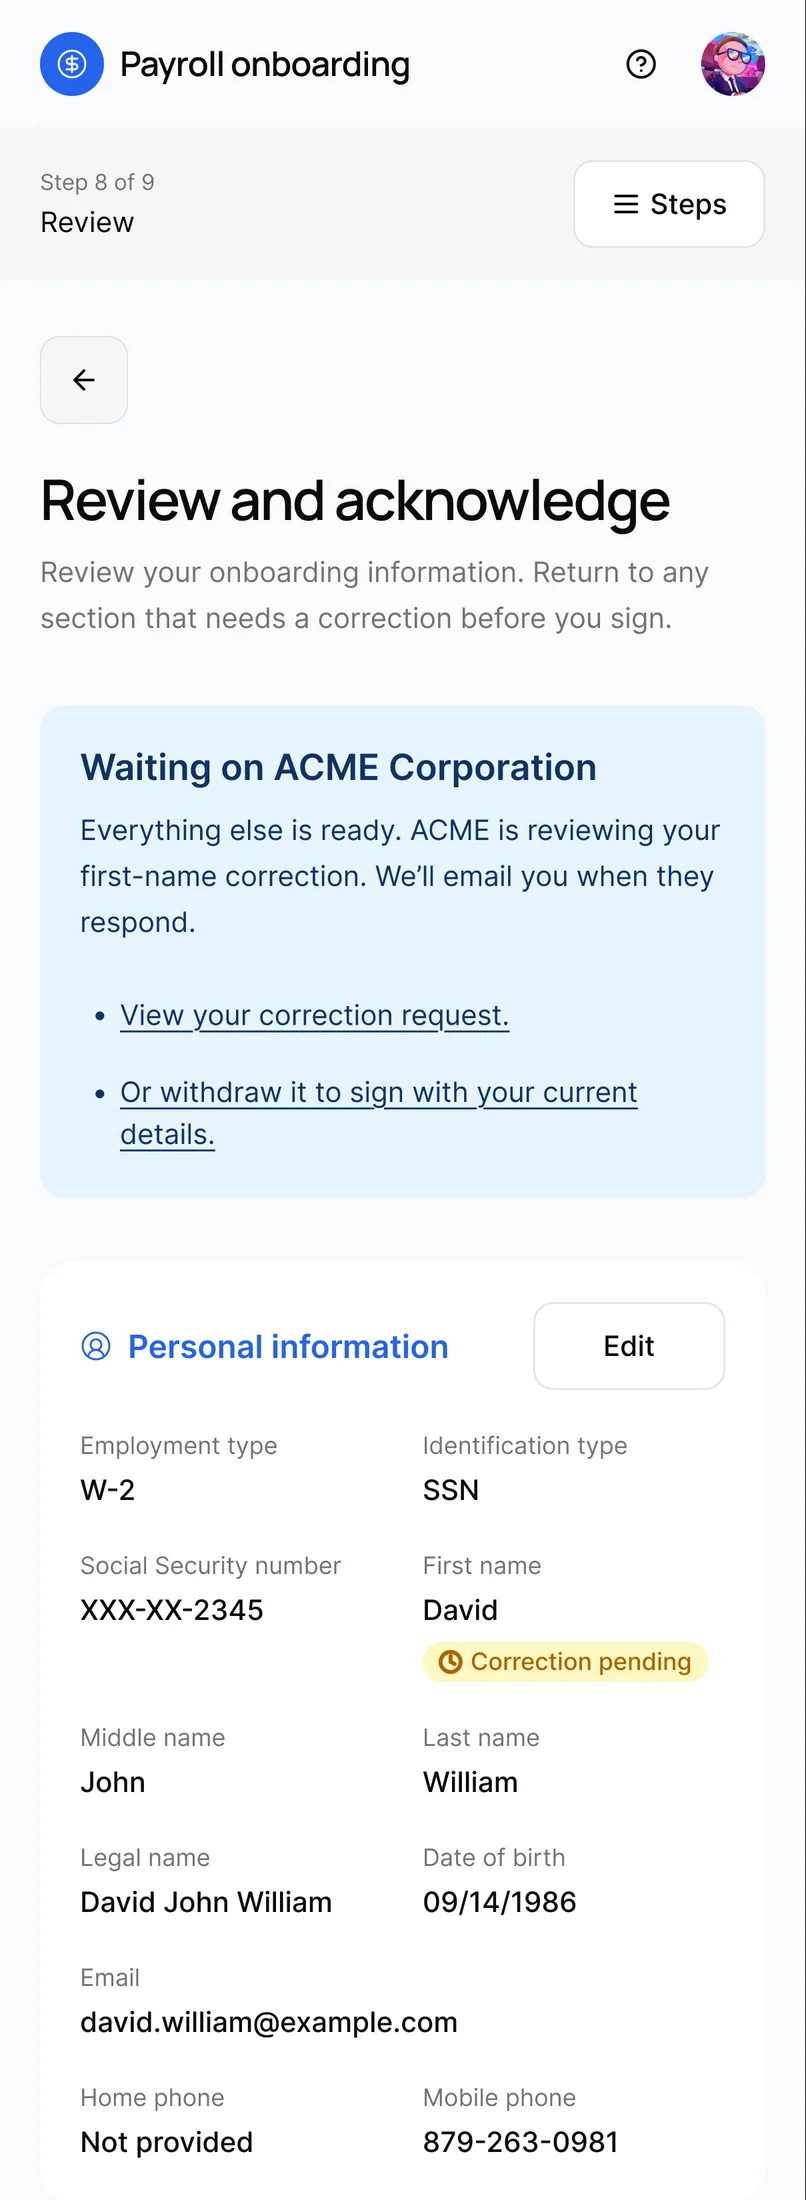 Payroll onboarding
Step 8 of 9
Review
Steps
Review and acknowledge
Review your onboarding information. Return to any
section that needs a correction before you sign.
Waiting on ACME Corporation
Everything else is ready. ACME is reviewing your
first-name correction. We’ll email you when they
respond.
• View your correction request.
• Or withdraw it to sign with your current
details.
Personal information
Edit
Employment type
W-2
Identification type
SSN
Social Security number
XXX-XX-2345
First name
David
Correction pending
Middle name
John
Last name
William
Legal name
David John William
Date of birth
09/14/1986
Email
david.william@example.com
Home phone
Not provided
Mobile phone
879-263-0981